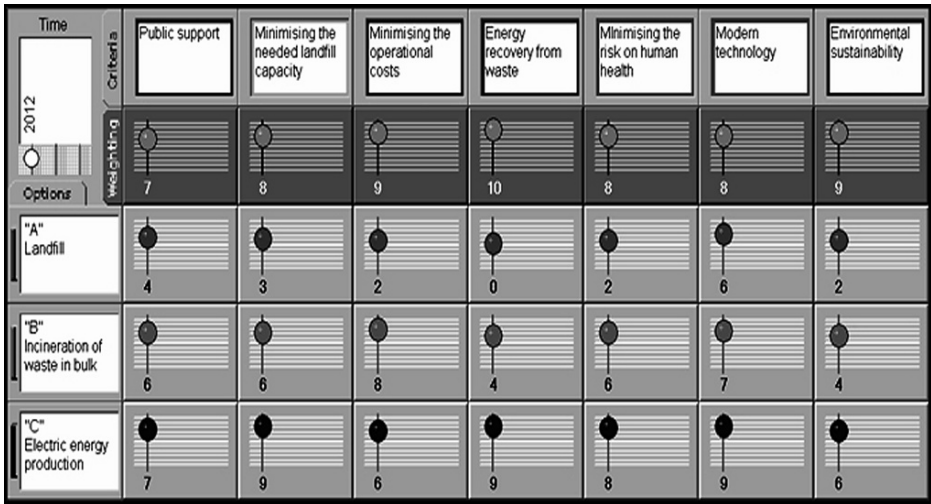 Time
2012
Options
Criteria
Weighting
Public support
Minimising the
needed landfill
capacity
Minimising the
operational
costs
Energy
recovery from
waste
MInimising the
risk on human
health
Modern
technology
Environmental
sustainability
7
8
9
10
8
8
9
"A"
Landfill
4
3
2
0
2
6
2
"B"
Incineration of
waste in bulk
6
6
8
4
6
7
4
"C"
Electric energy
production
7
9
6
9
8
9
6